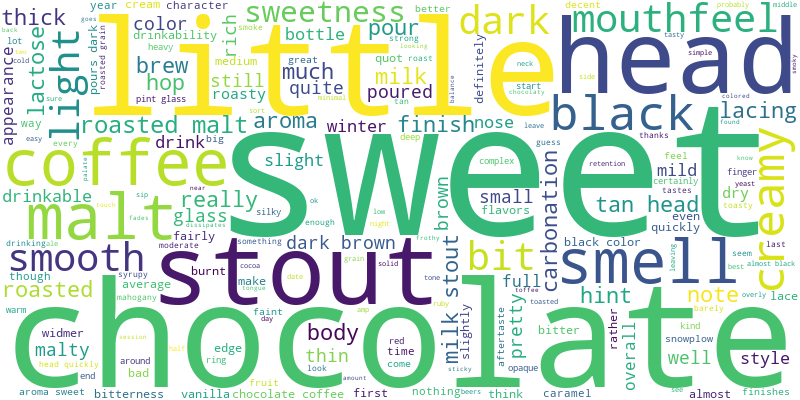 year cream character better decent probably middle
thick color sweetness mouthfeel
back goes drinkability rich bottle pour dark tasty
lot heavy strong simple
cold pours dark medium looking head smoky
roasted grain smoke great quot roast definitely
appearance lactose light little
brew still much milk chocolaty side
hop roasty quite poured neck
sure pint glass minimal tan start balance black colored lacing
way roasted malt sort aroma winter finish nose leave found
easy every drink big deep guess thanks know
coffee sweet
palate slight complex feel retention finger creamy
drinkable sip near mild certainly yeast
really ok silky low brown small tan head tastes dry toasty
malt glass enough night flavors carbonation even
fades touch dissipates frothy quickly
drinking ale fairly something dark brown black color last
smooth moderate stout bit smell leaving seem almost black
though syrupy burnt cocoa solid tone full best
roasted average make date grain toffee hint note overly
mahogany tongue ruby toasted barely
warm faint day milk stout slightly pretty bitter rather overall lace
widmer session chocolate body red time aftertaste kind snowplow
malty around half edge thin come well style
head quickly ring look opaque
end bad fruit amount sticky see
aroma sweet bitterness vanilla chocolate coffee first nothing beers think caramel almost finishes